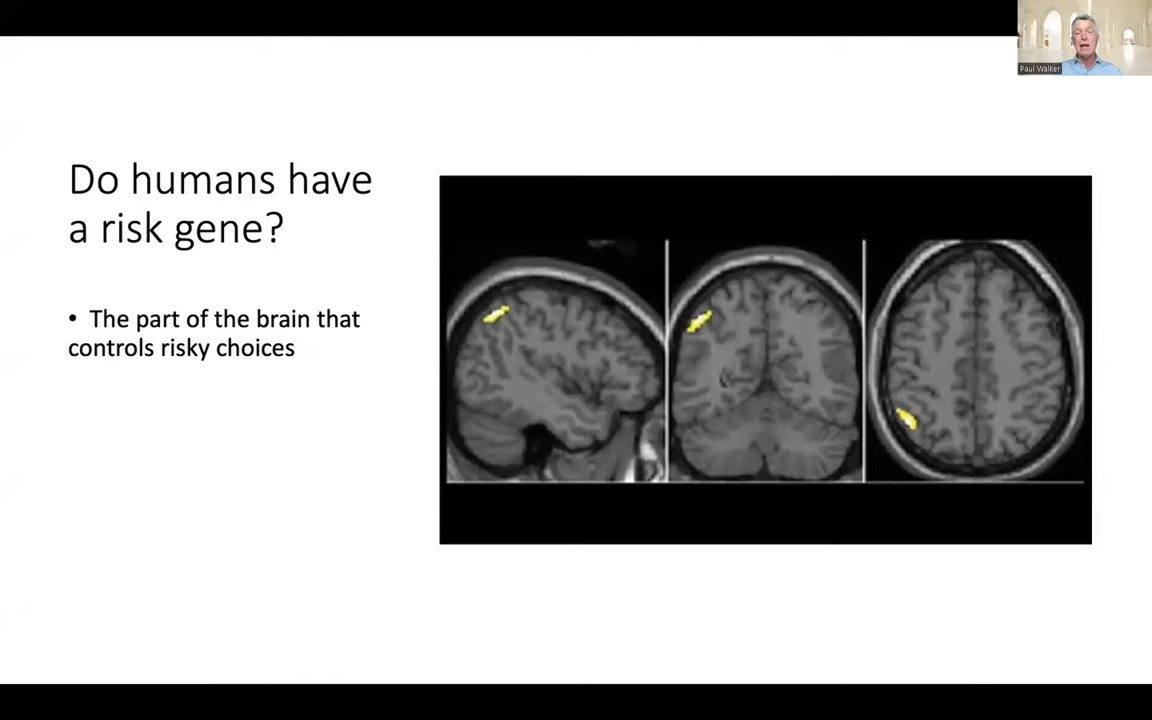 Paul Walker
Do humans have
a risk gene?
• The part of the brain that
controls risky choices